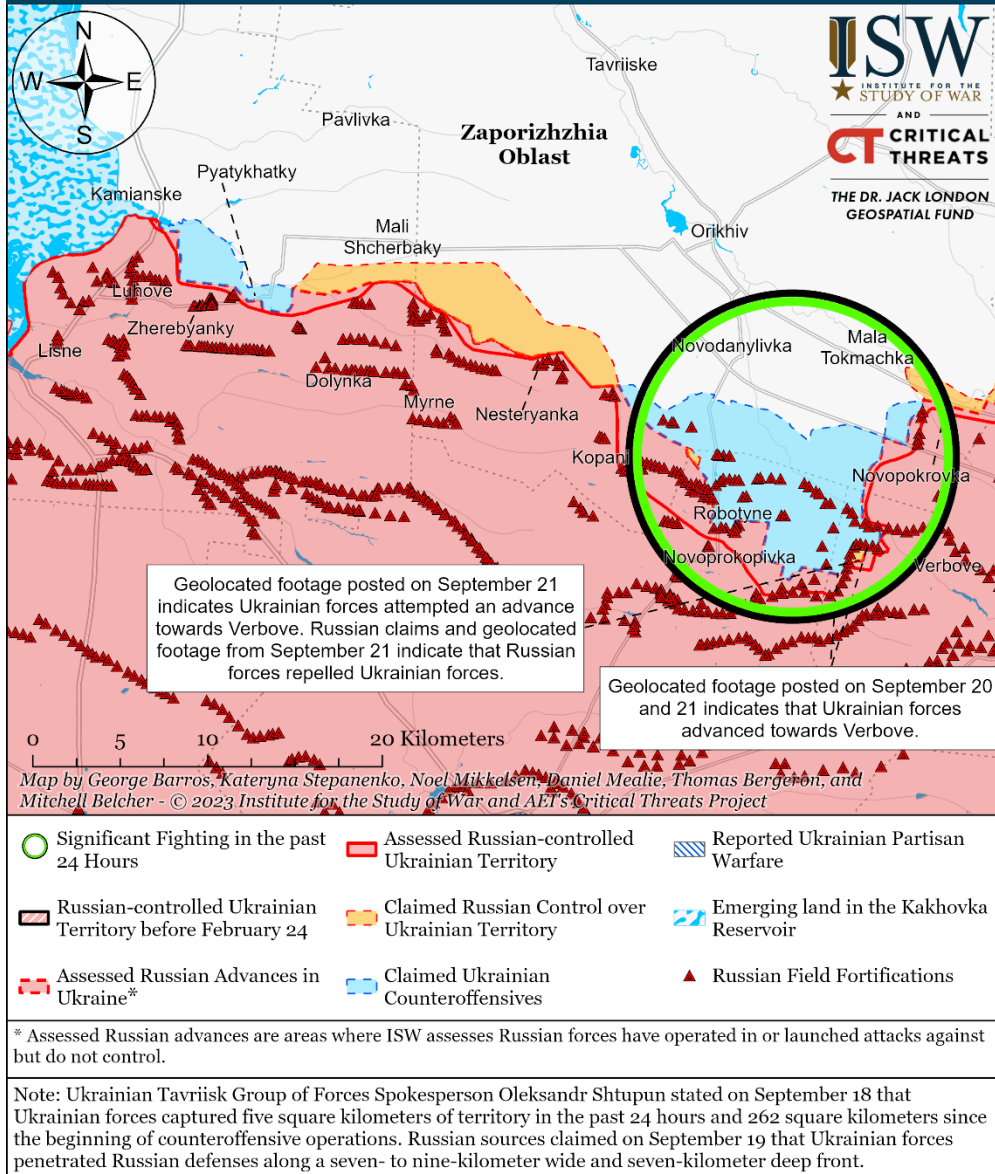 N
W
E
S
ISW
INSTITUTE FOR THE
STUDY OF WAR
AND
CT CRITICAL
THREATS
THE DR. JACK LONDON
GEOSPATIAL FUND
Tavriiske
Pavlivka
Zaporizhzhia
Oblast
Pyatykhatky
Kamianske
Mali
Shcherbaky
Orikhiv
Luhove
Zherebyanky
Lisne
Dolynka
Myrne
Nesteryanka
Novodanylivka
Mala
Tokmachka
Kopani
Novopokrovka
Robotyne
Novoprokopivka
Verbove
Geolocated footage posted on September 21
indicates Ukrainian forces attempted an advance
towards Verbove. Russian claims and geolocated
footage from September 21 indicate that Russian
forces repelled Ukrainian forces.
Geolocated footage posted on September 20
and 21 indicates that Ukrainian forces
advanced towards Verbove.
0 5 10 20 Kilometers
Map by George Barros, Kateryna Stepanenko, Noel Mikkelsen, Daniel Mealie, Thomas Bergeron, and
Mitchell Belcher - © 2023 Institute for the Study of War and AEI's Critical Threats Project
Significant Fighting in the past
24 Hours
Assessed Russian-controlled
Ukrainian Territory
Reported Ukrainian Partisan
Warfare
Russian-controlled Ukrainian
Territory before February 24
Claimed Russian Control over
Ukrainian Territory
Emerging land in the Kakhovka
Reservoir
Assessed Russian Advances in
Ukraine*
Claimed Ukrainian
Counteroffensives
Russian Field Fortifications
* Assessed Russian advances are areas where ISW assesses Russian forces have operated in or launched attacks against
but do not control.
Note: Ukrainian Tavriisk Group of Forces Spokesperson Oleksandr Shtupun stated on September 18 that
Ukrainian forces captured five square kilometers of territory in the past 24 hours and 262 square kilometers since
the beginning of counteroffensive operations. Russian sources claimed on September 19 that Ukrainian forces
penetrated Russian defenses along a seven- to nine-kilometer wide and seven-kilometer deep front.